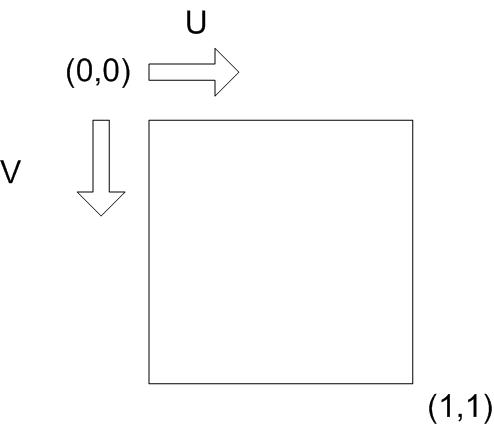 U
(0,0)
V
(1,1)